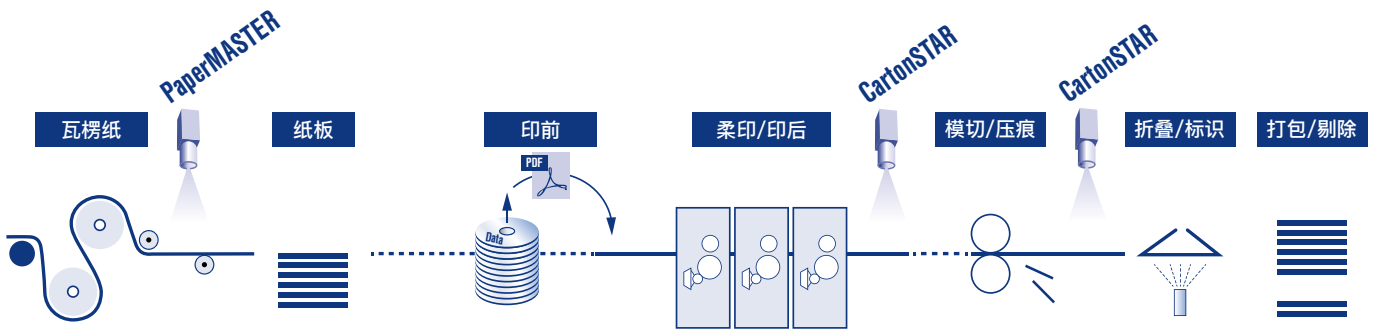 PaperMASTER
CartonSTAR
CartonSTAR
瓦楞纸
纸板
印前
柔印/印后
模切/压痕
折叠/标识
打包/剔除
PDF
Data